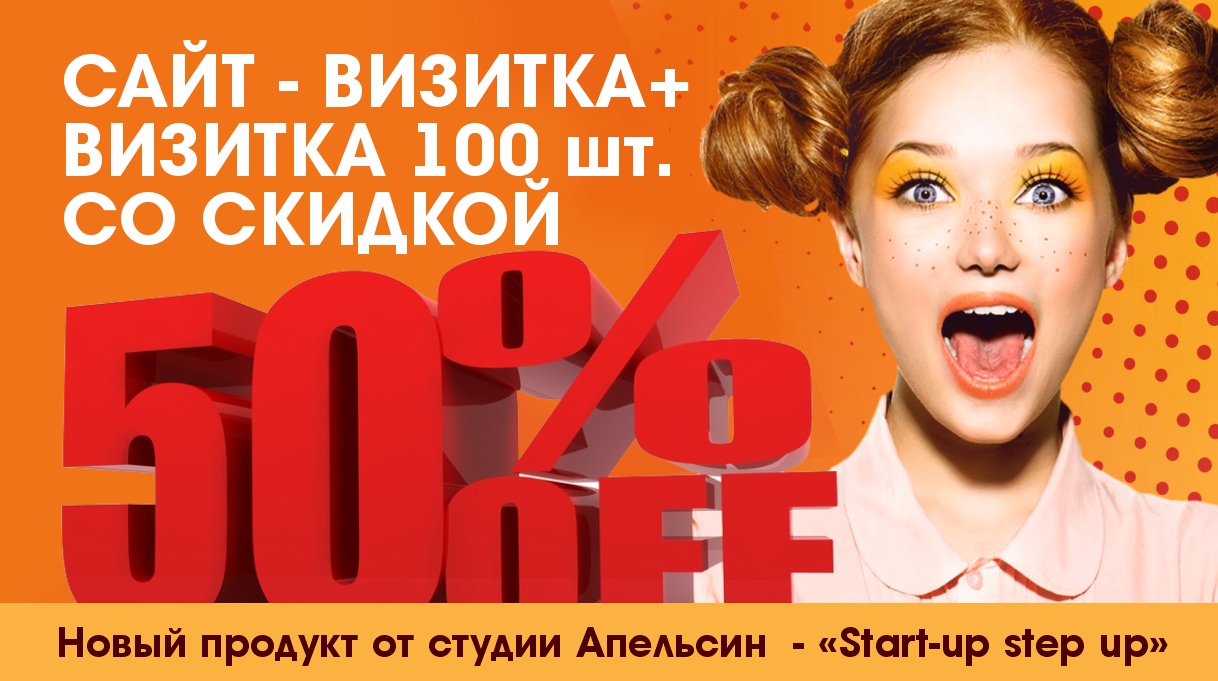 САЙТ - ВИЗИТКА+
ВИЗИТКА 100 шт.
СО СКИДКОЙ
50%
OFF
Новый продукт от студии Апельсин - «Start-up step up»